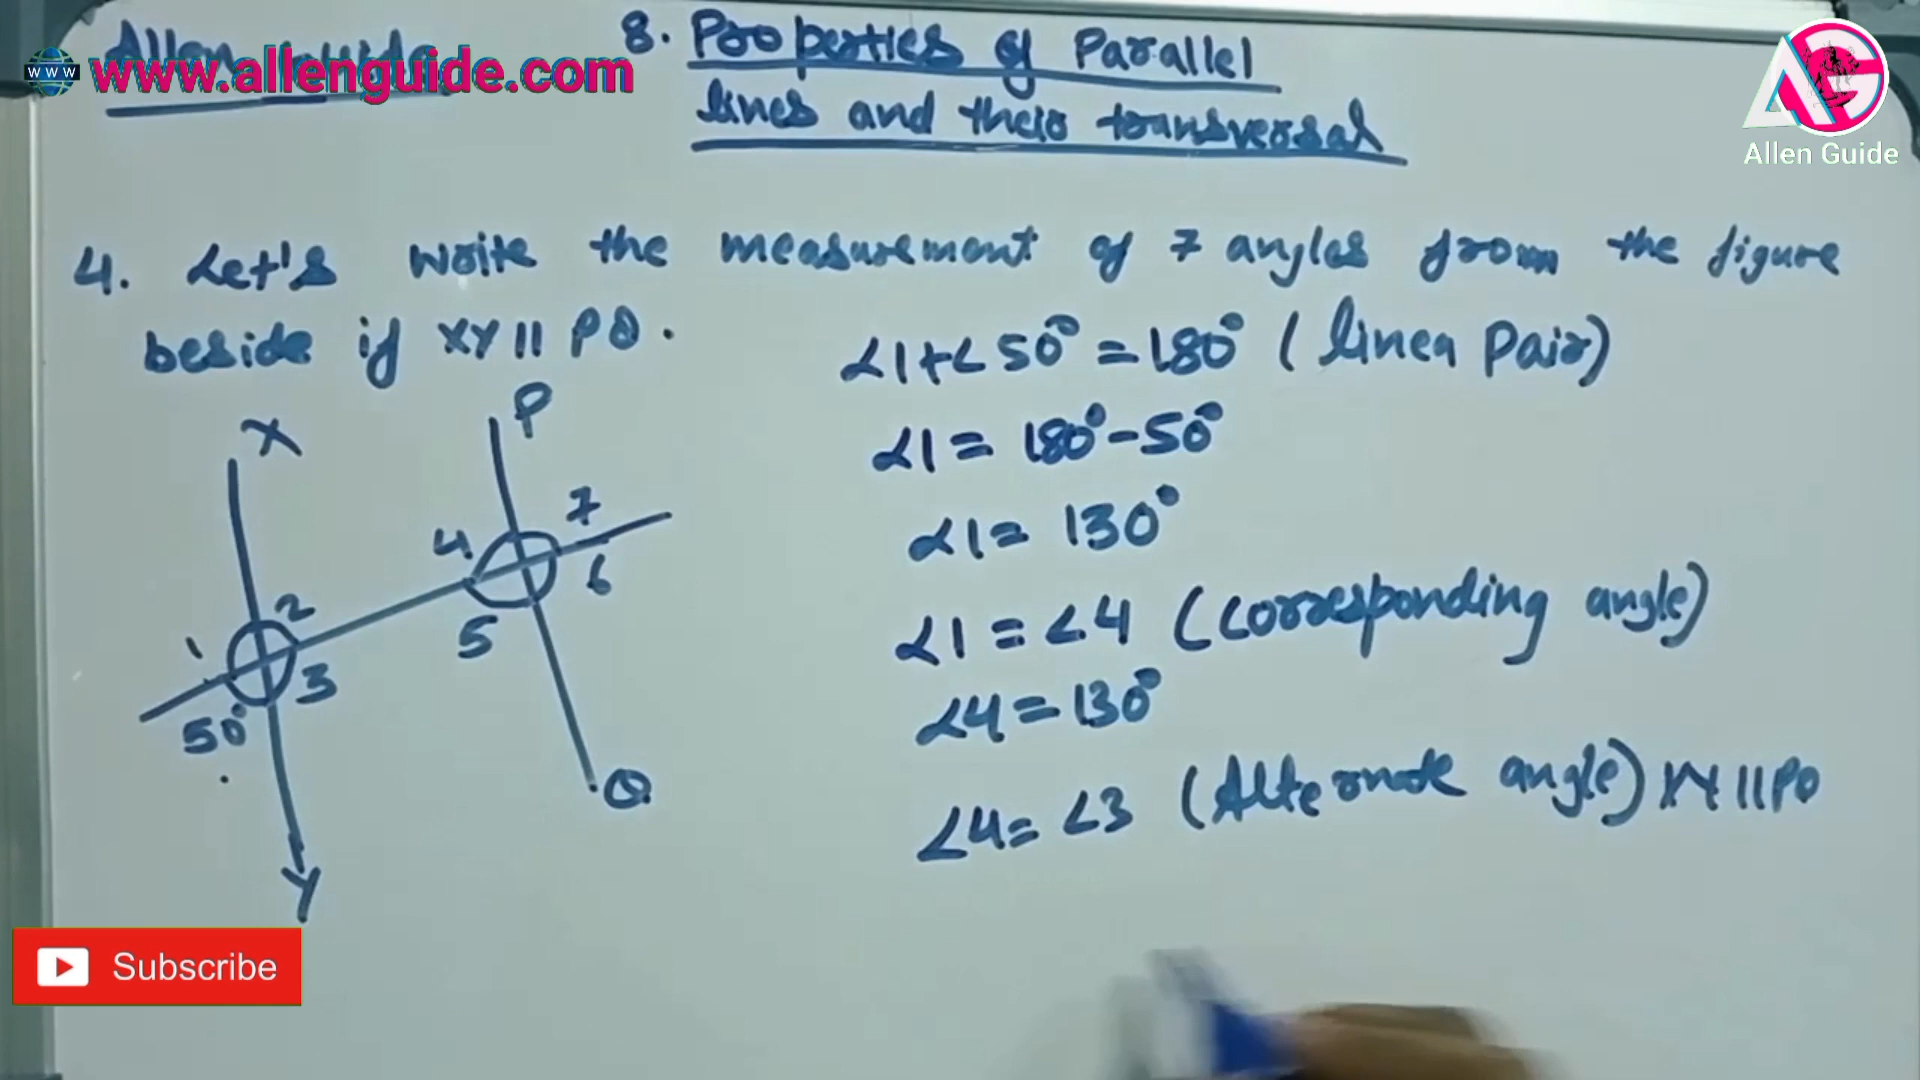 www.allenguide.com
8. Properties of Parallel
lines and their transversal
Allen Guide
4. Let's write the measurement of 7 angles from the figure
beside if XY || PQ.
∠1+∠50°=180° (linea Pair)
∠1= 180°-50°
∠1= 130°
∠1=∠4 (corresponding angle)
∠4=130°
∠4=∠3 (Alternate angle) XY || PQ
X
P
7
4
6
2
1
5
3
50°
Q
Y
Subscribe